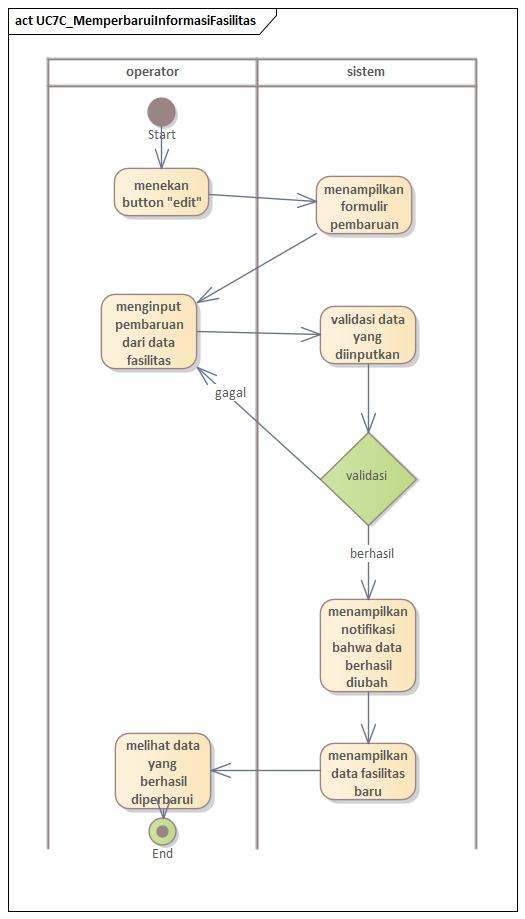 act UC7C_MemperbaruiInformasiFasilitas
operator
sistem
Start
menekan
button "edit"
menampilkan
formulir
pembaruan
menginput
pembaruan
dari data
fasilitas
validasi data
yang
diinputkan
gagal
validasi
berhasil
menampilkan
notifikasi
bahwa data
berhasil
diubah
menampilkan
data fasilitas
baru
melihat data
yang
berhasil
diperbarui
End